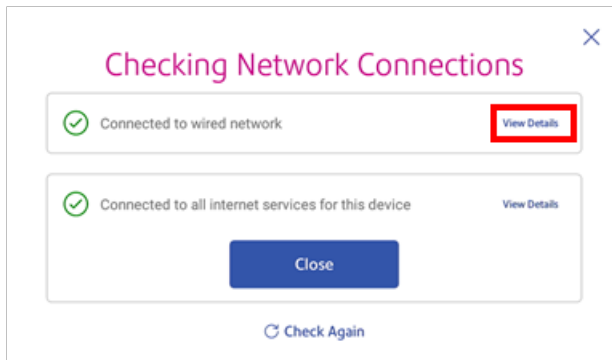 Checking Network Connections
Connected to wired network View Details
Connected to all internet services for this device View Details
Close
Check Again